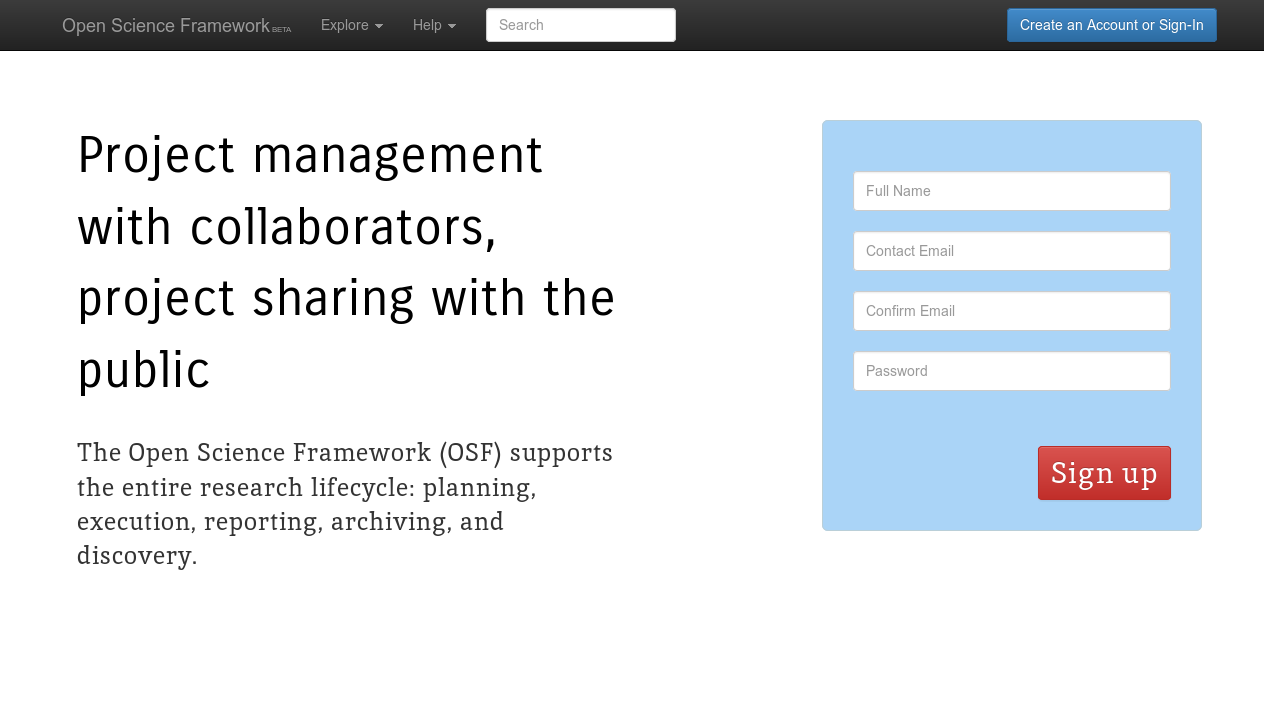 Open Science Framework BETA Explore Help Search Create an Account or Sign-In
Project management
with collaborators,
project sharing with the
public
The Open Science Framework (OSF) supports
the entire research lifecycle: planning,
execution, reporting, archiving, and
discovery.
Full Name
Contact Email
Confirm Email
Password
Sign up